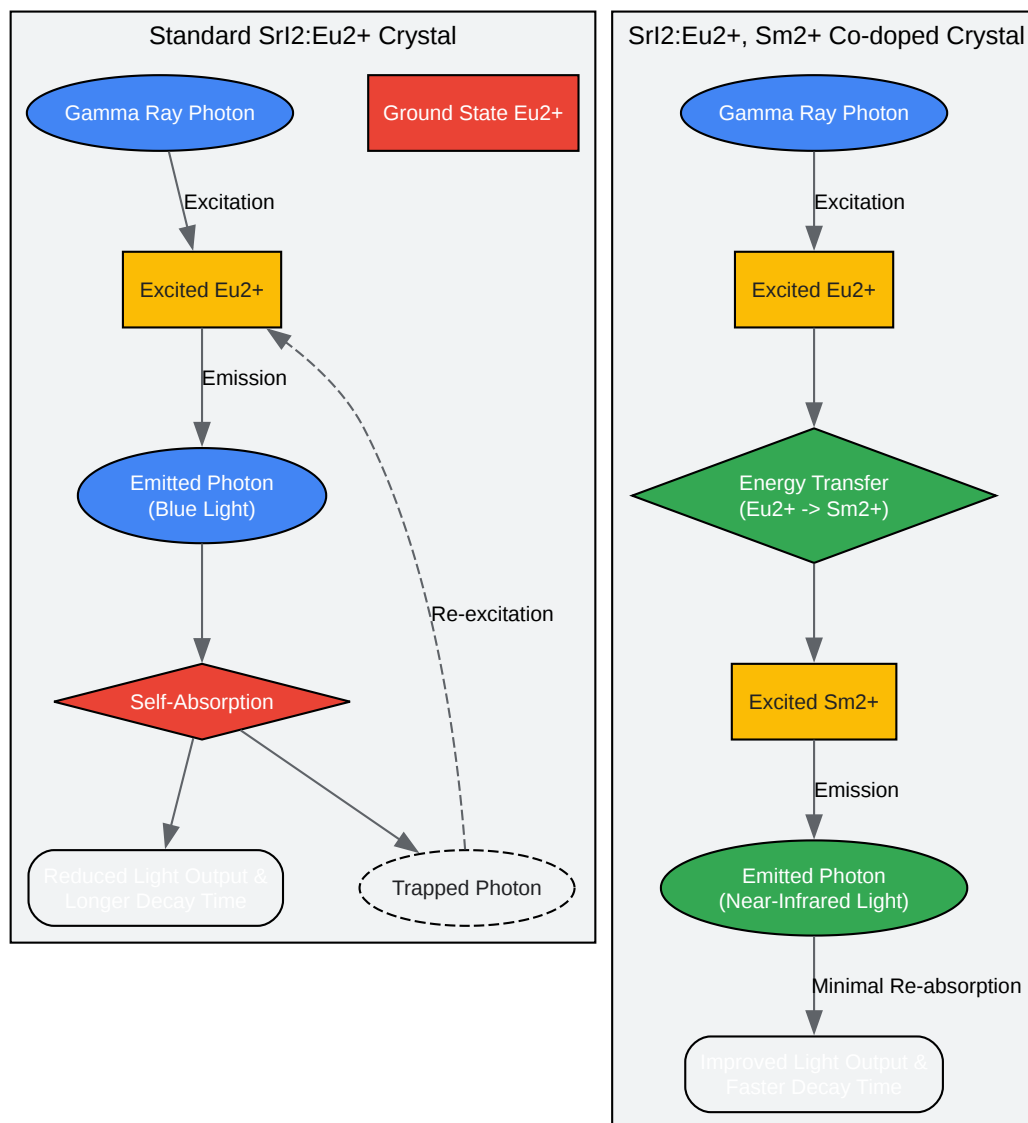 Standard SrI2:Eu2+ Crystal
Gamma Ray Photon
Ground State Eu2+
Excitation
Excited Eu2+
Emission
Emitted Photon
(Blue Light)
Re-excitation
Self-Absorption
Reduced Light Output &
Longer Decay Time
Trapped Photon
SrI2:Eu2+, Sm2+ Co-doped Crystal
Gamma Ray Photon
Excitation
Excited Eu2+
Energy Transfer
(Eu2+ -> Sm2+)
Excited Sm2+
Emission
Emitted Photon
(Near-Infrared Light)
Minimal Re-absorption
Improved Light Output &
Faster Decay Time